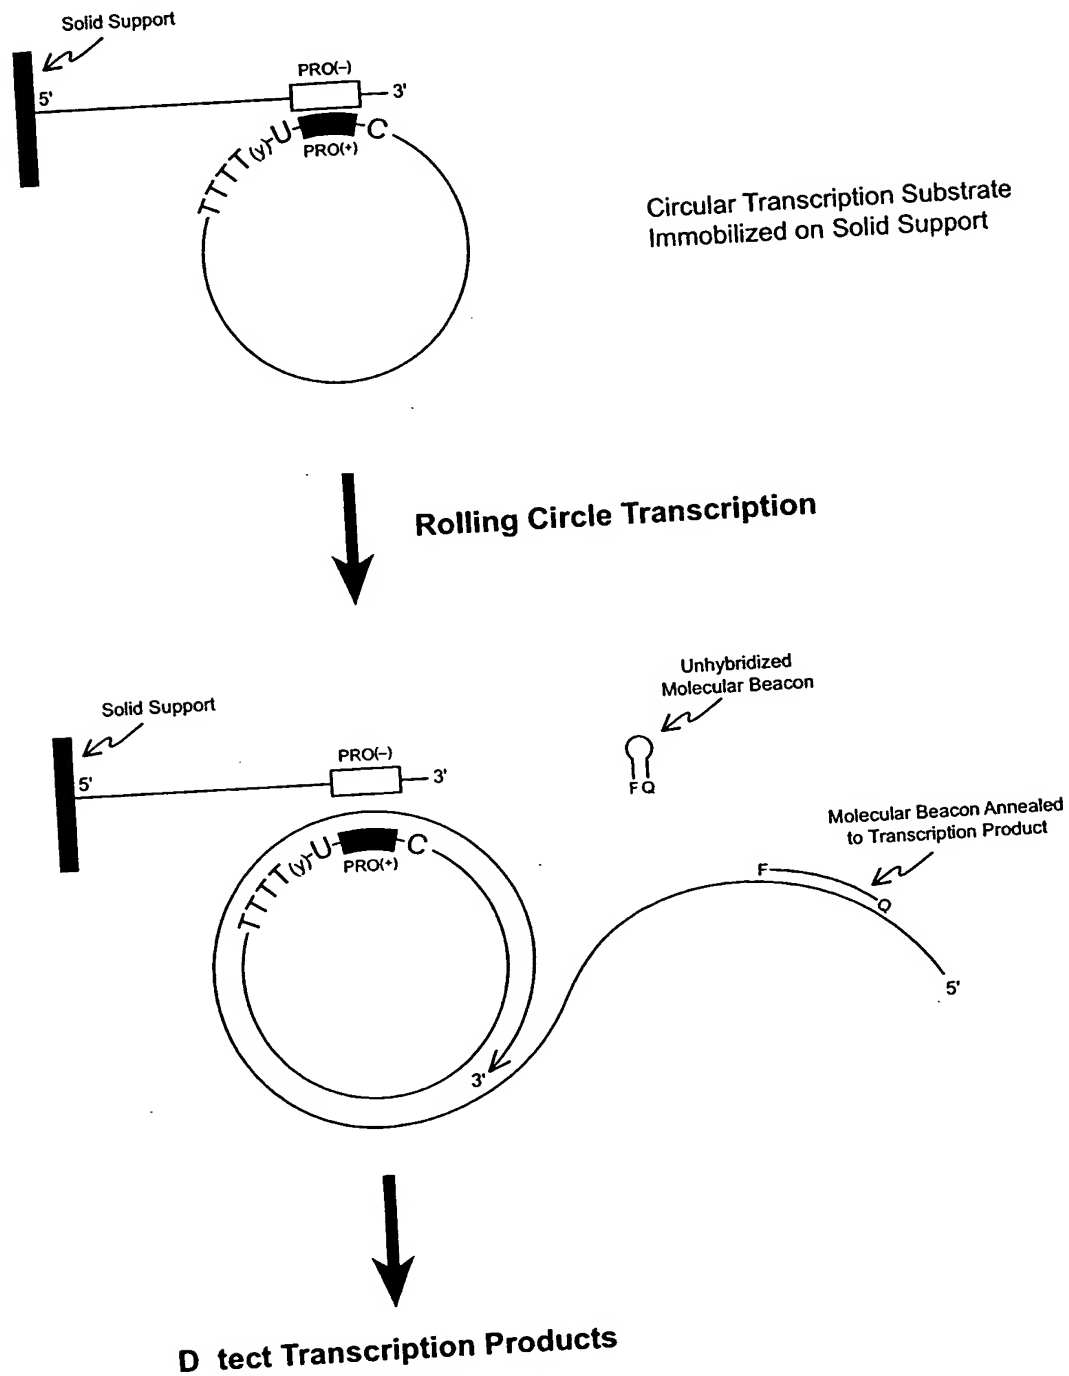 Solid Support
5'
PRO(–)
3'
TTTT(y)-U
PRO(+)
C
Circular Transcription Substrate
Immobilized on Solid Support
Rolling Circle Transcription
Unhybridized
Molecular Beacon
F Q
Solid Support
5'
PRO(–)
3'
TTTT(y)-U
PRO(+)
C
3'
Molecular Beacon Annealed
to Transcription Product
F
Q
5'
D tect Transcription Products